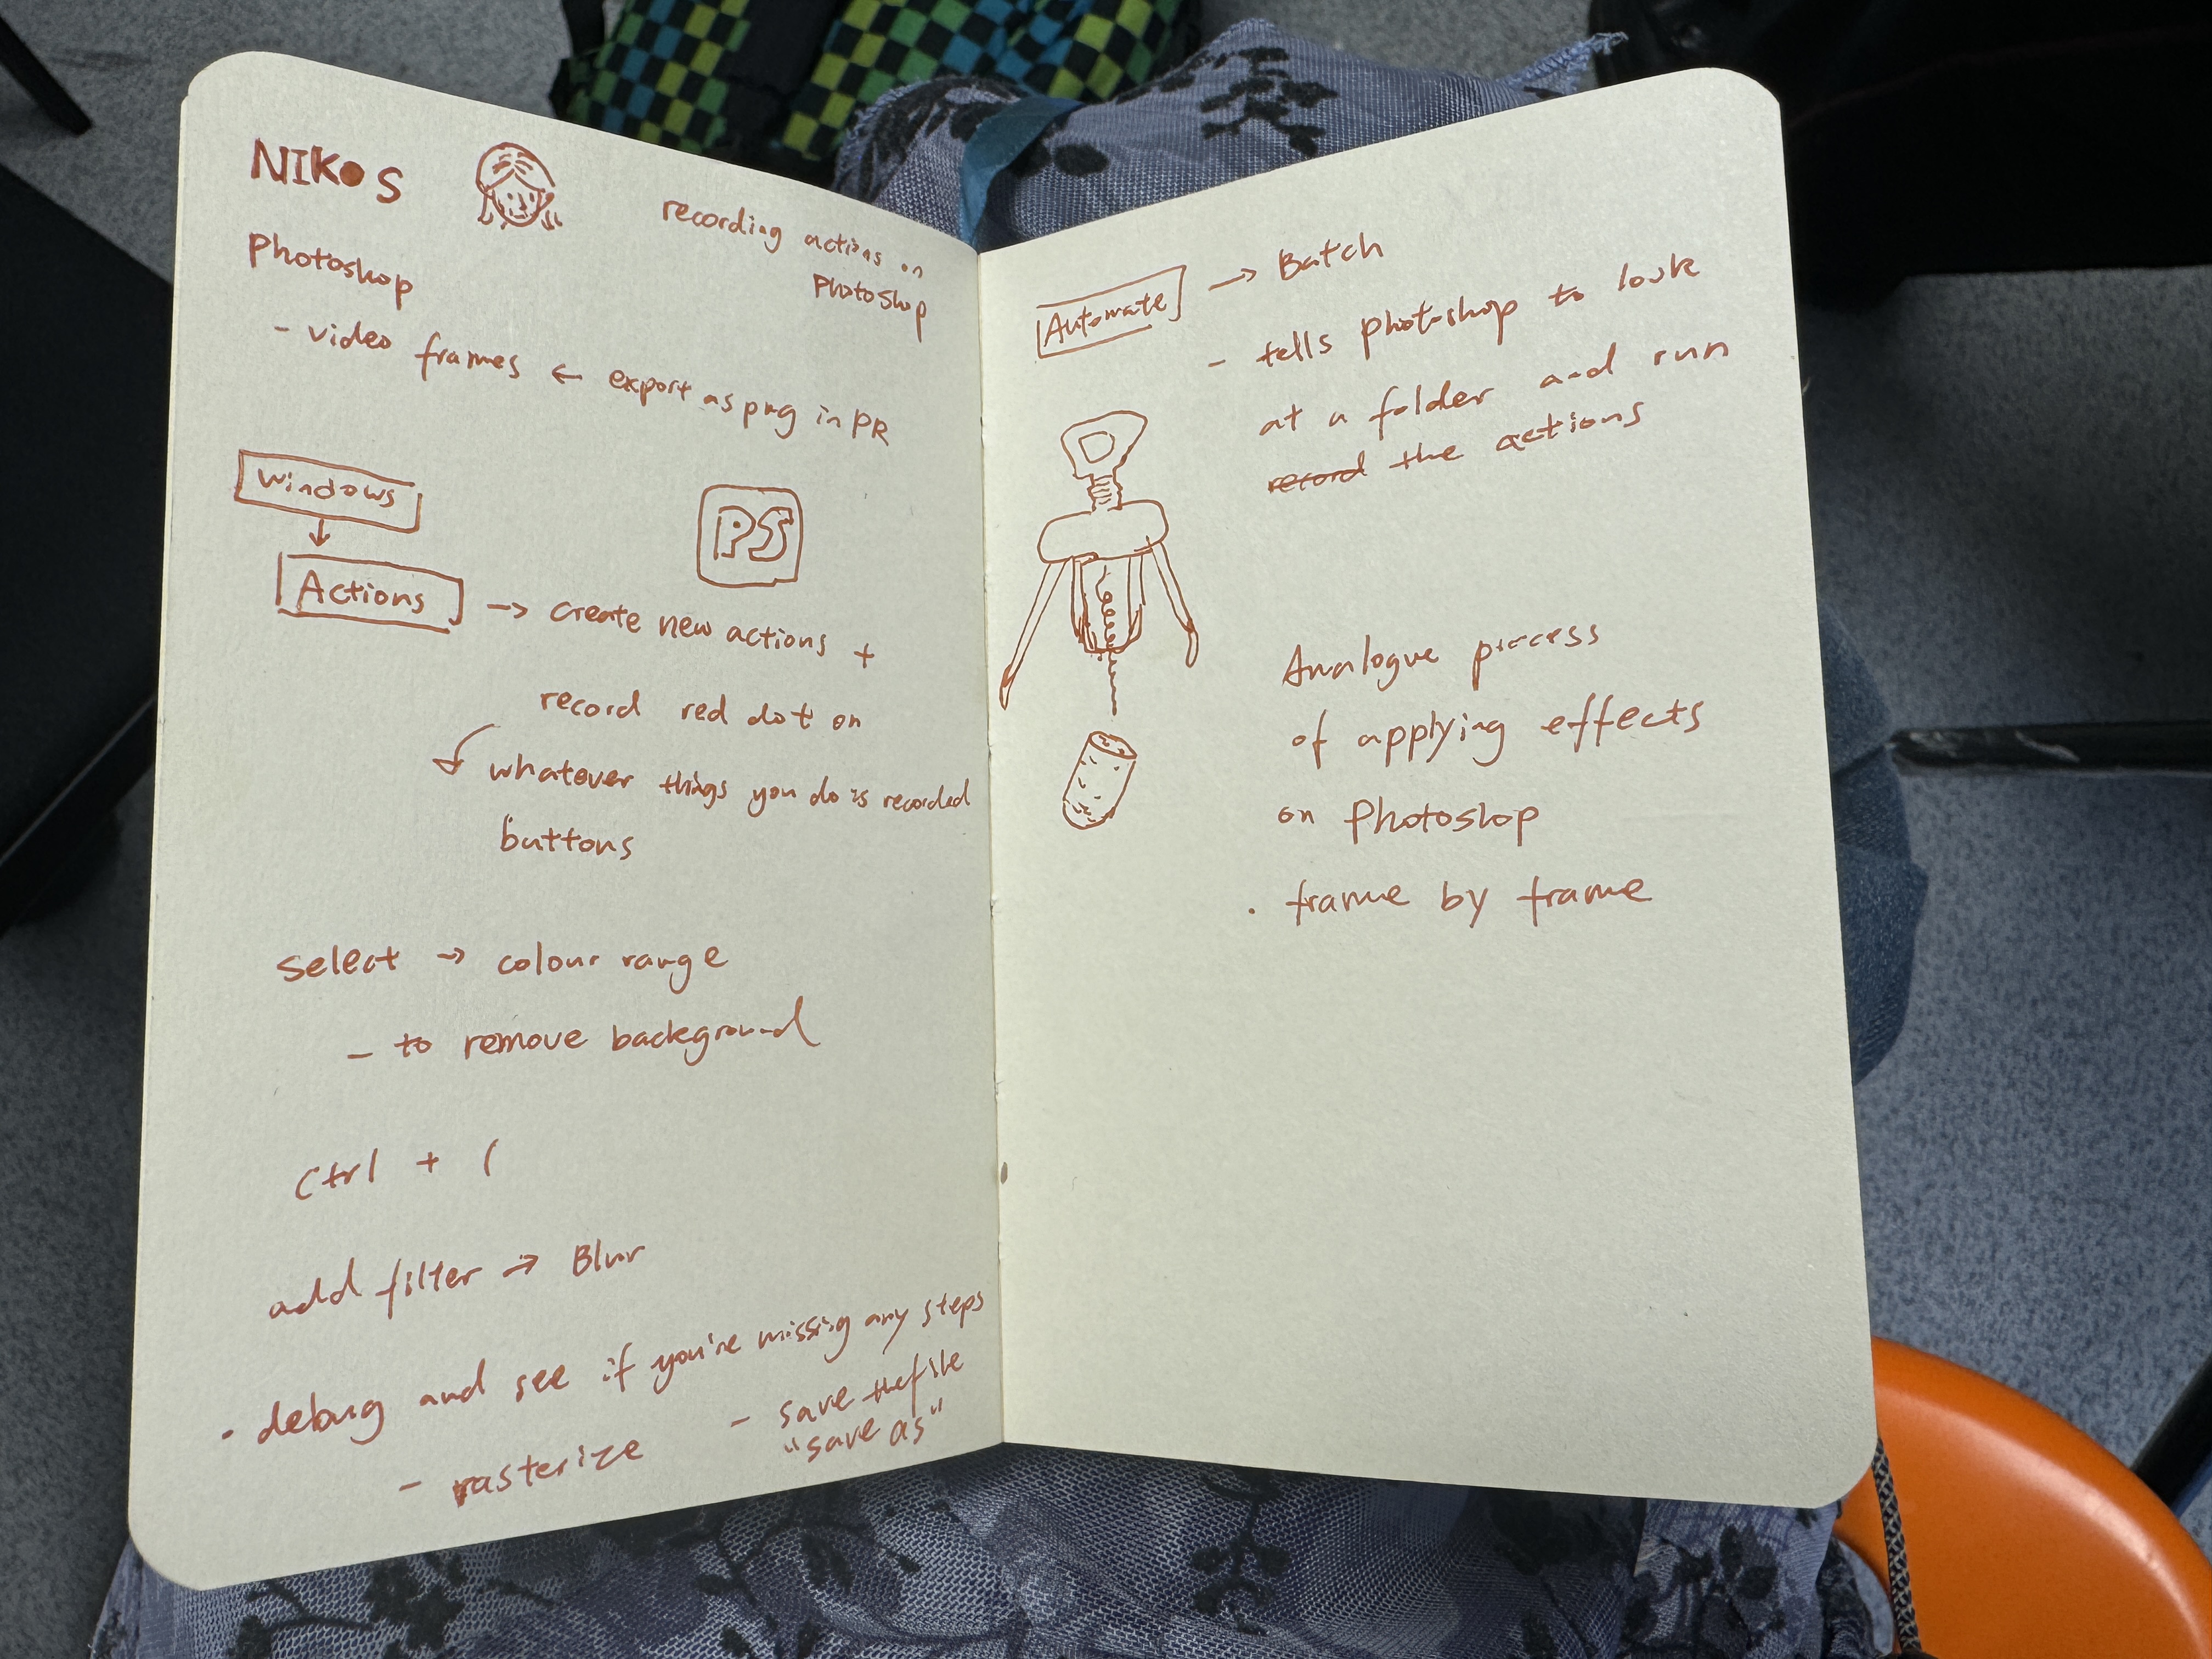 NIKOS
recording actions on
Photoshop
Photoshop
- video frames ← export as png in PR
Windows
↓
Actions → create new actions +
PS
record red dot on
whatever things you do is recorded
buttons
select → colour range
- to remove background
Ctrl + (
add filter → Blur
• debug and see if you're missing any steps
- rasterize
- save the file
"save as"
Automate → Batch
- tells photoshop to look
at a folder and run
record the actions
Analogue process
of applying effects
on Photoshop
• frame by frame